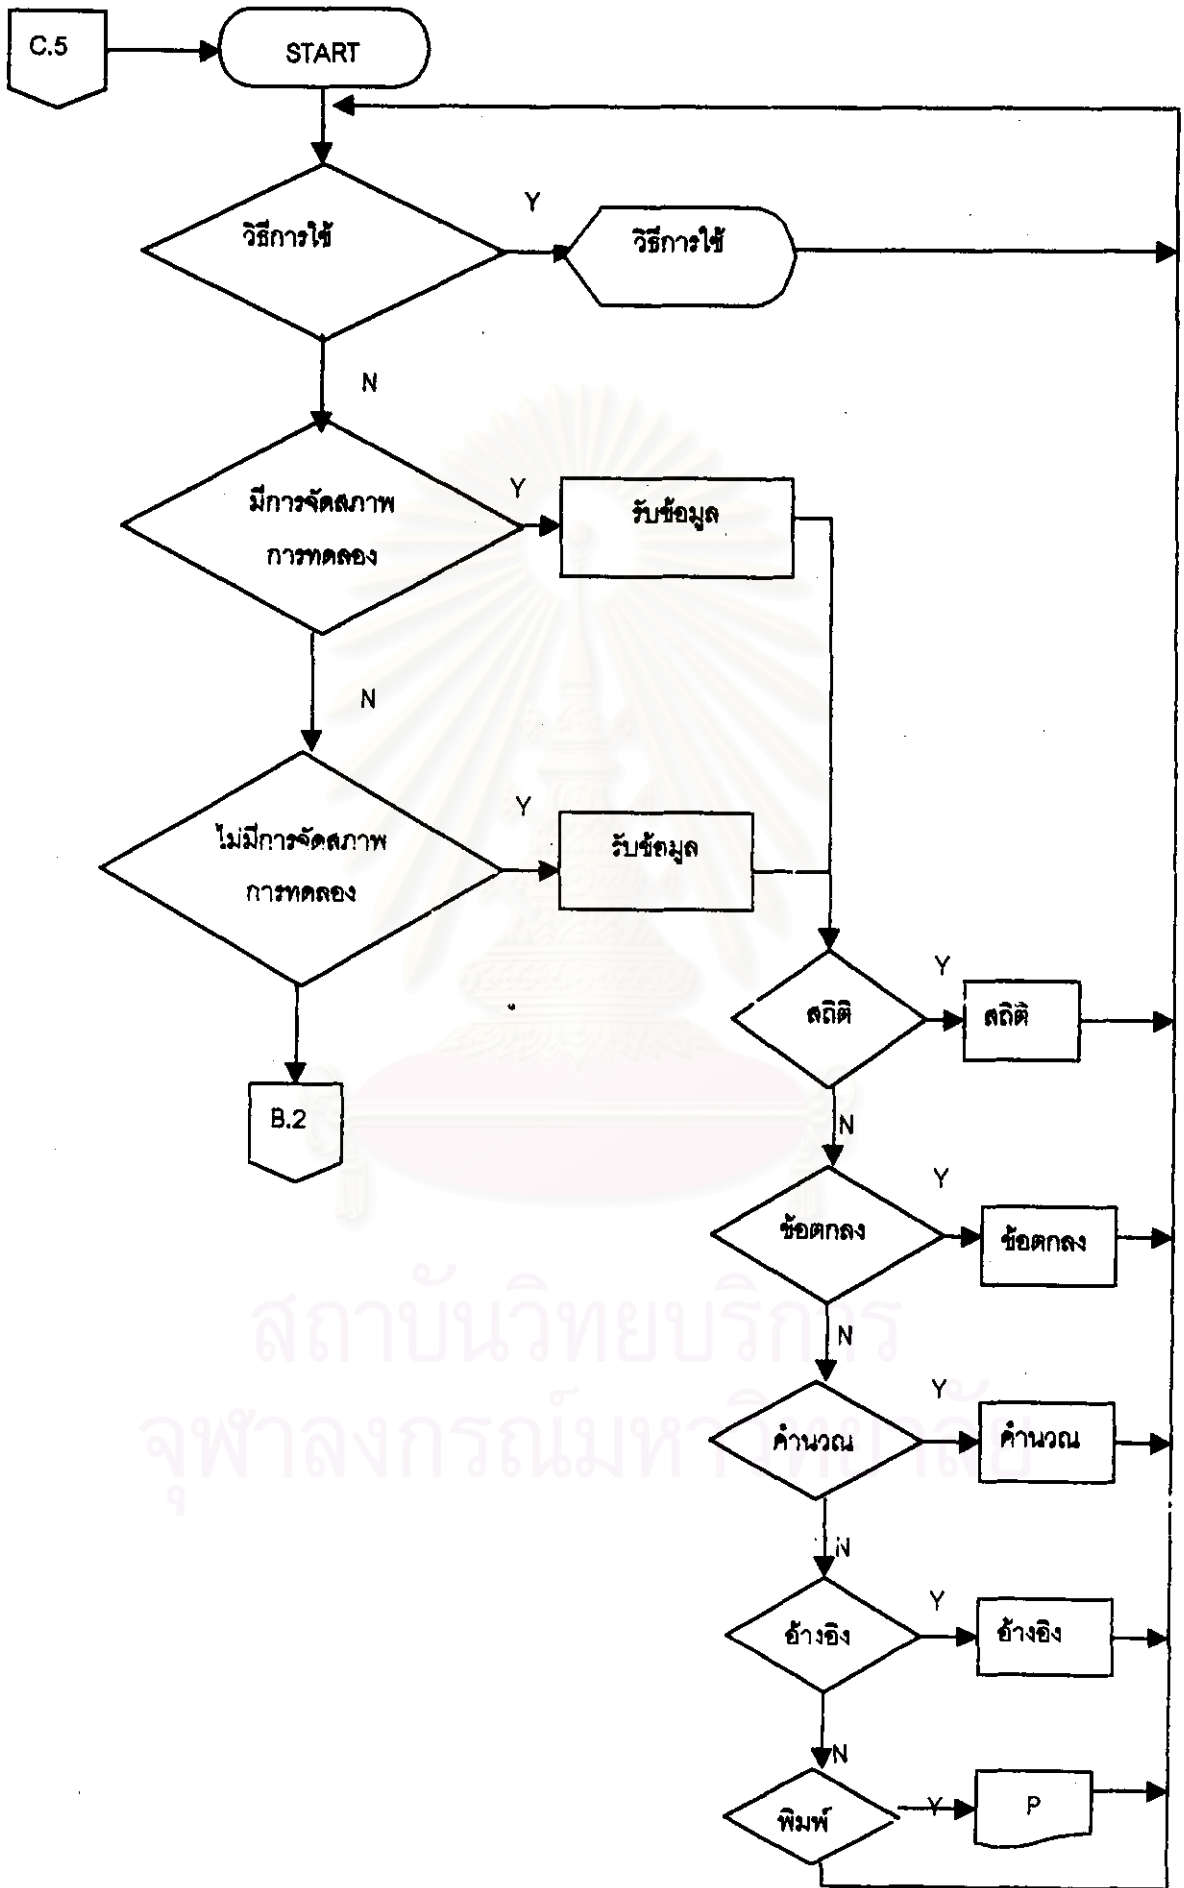 C.5
START
วิธีการใช้
Y
วิธีการใช้
N
มีการจัดสภาพ
การทดลอง
Y
รับข้อมูล
N
ไม่มีการจัดสภาพ
การทดลอง
Y
รับข้อมูล
B.2
สถิติ
Y
สถิติ
N
ข้อตกลง
Y
ข้อตกลง
N
คำนวณ
Y
คำนวณ
N
อ้างอิง
Y
อ้างอิง
N
พิมพ์
Y
P
สถาบันวิทยบริการ
จุฬาลงกรณ์มหาวิทยาลัย